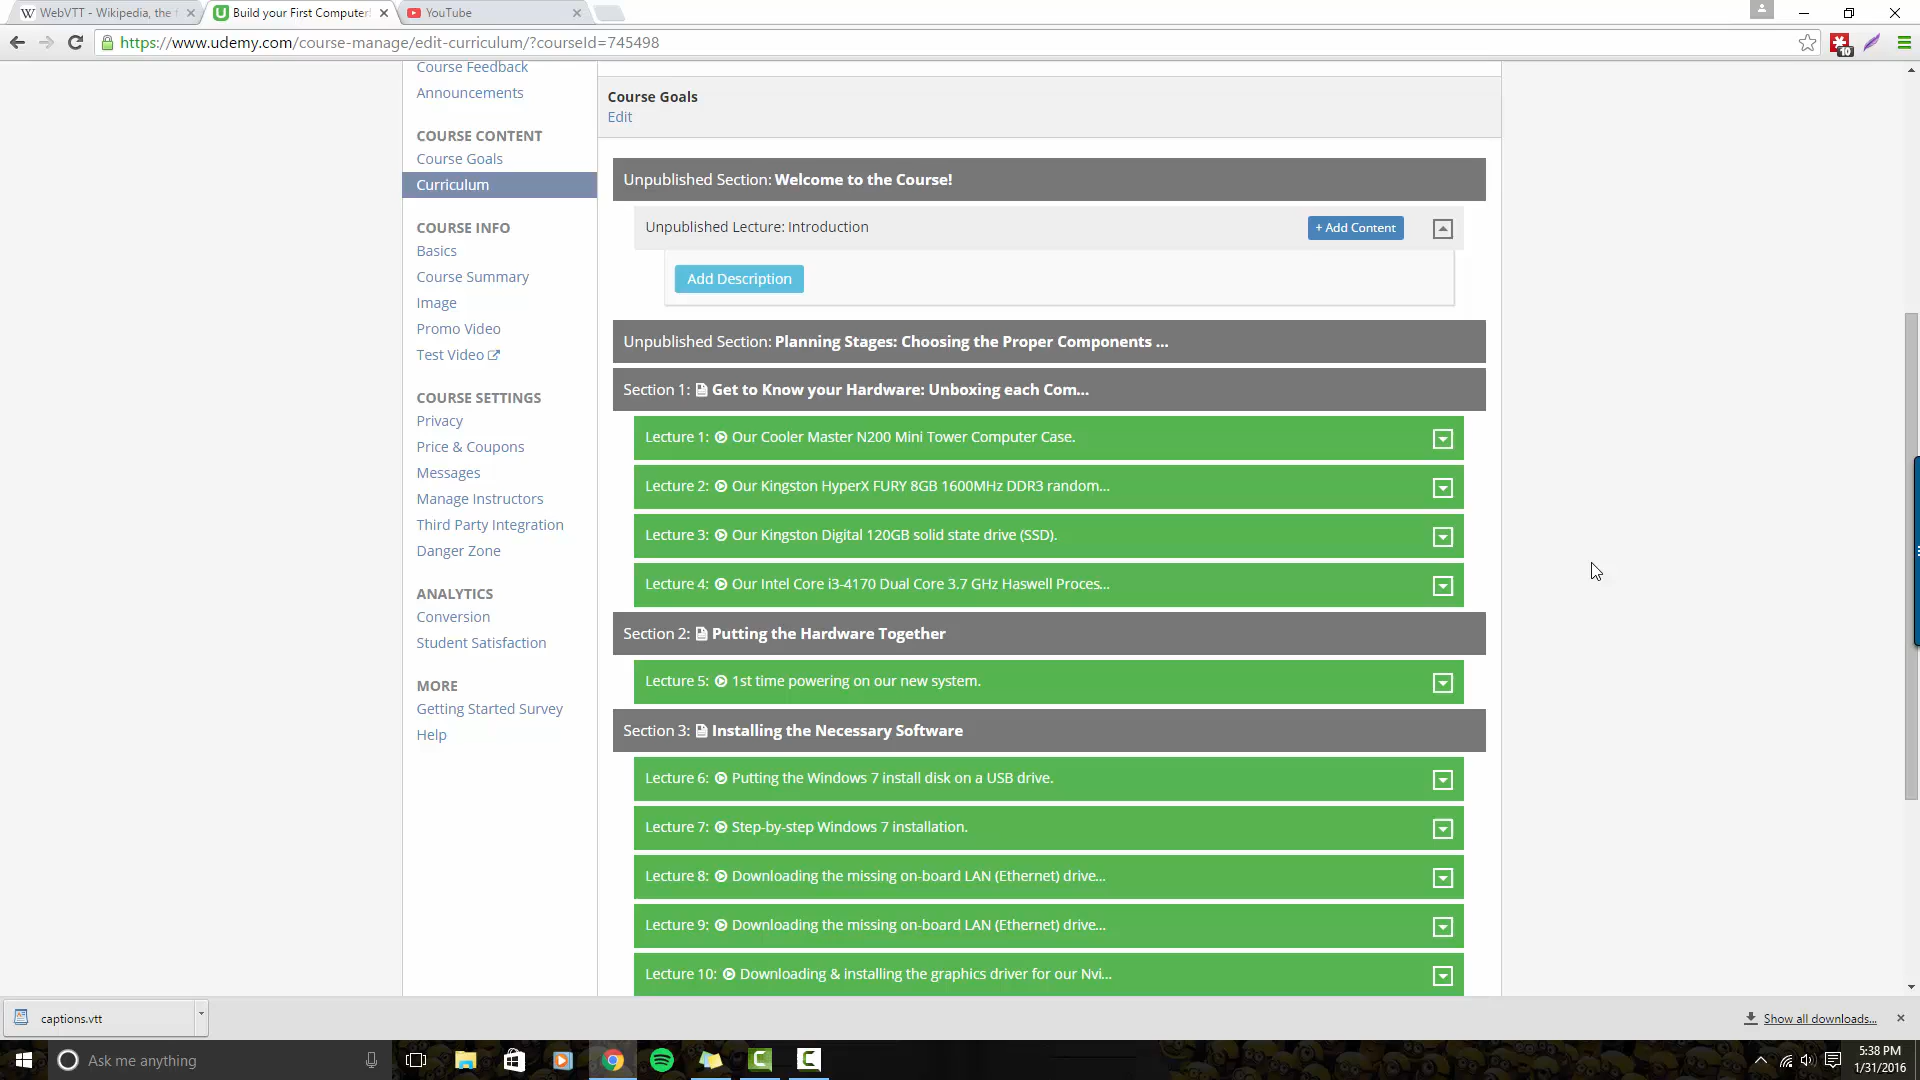 WebVTT - Wikipedia, the f
Build your First Computer
YouTube
https://www.udemy.com/course-manage/edit-curriculum/?courseId=745498
10
Course Feedback
Announcements
COURSE CONTENT
Course Goals
Curriculum
COURSE INFO
Basics
Course Summary
Image
Promo Video
Test Video
COURSE SETTINGS
Privacy
Price & Coupons
Messages
Manage Instructors
Third Party Integration
Danger Zone
ANALYTICS
Conversion
Student Satisfaction
MORE
Getting Started Survey
Help
Course Goals
Edit
Unpublished Section: Welcome to the Course!
Unpublished Lecture: Introduction
+ Add Content
Add Description
Unpublished Section: Planning Stages: Choosing the Proper Components ...
Section 1: Get to Know your Hardware: Unboxing each Com...
Lecture 1: Our Cooler Master N200 Mini Tower Computer Case.
Lecture 2: Our Kingston HyperX FURY 8GB 1600MHz DDR3 random...
Lecture 3: Our Kingston Digital 120GB solid state drive (SSD).
Lecture 4: Our Intel Core i3-4170 Dual Core 3.7 GHz Haswell Proces...
Section 2: Putting the Hardware Together
Lecture 5: 1st time powering on our new system.
Section 3: Installing the Necessary Software
Lecture 6: Putting the Windows 7 install disk on a USB drive.
Lecture 7: Step-by-step Windows 7 installation.
Lecture 8: Downloading the missing on-board LAN (Ethernet) drive...
Lecture 9: Downloading the missing on-board LAN (Ethernet) drive...
Lecture 10: Downloading & installing the graphics driver for our Nvi...
captions.vtt
Show all downloads...
Ask me anything
5:38 PM
1/31/2016